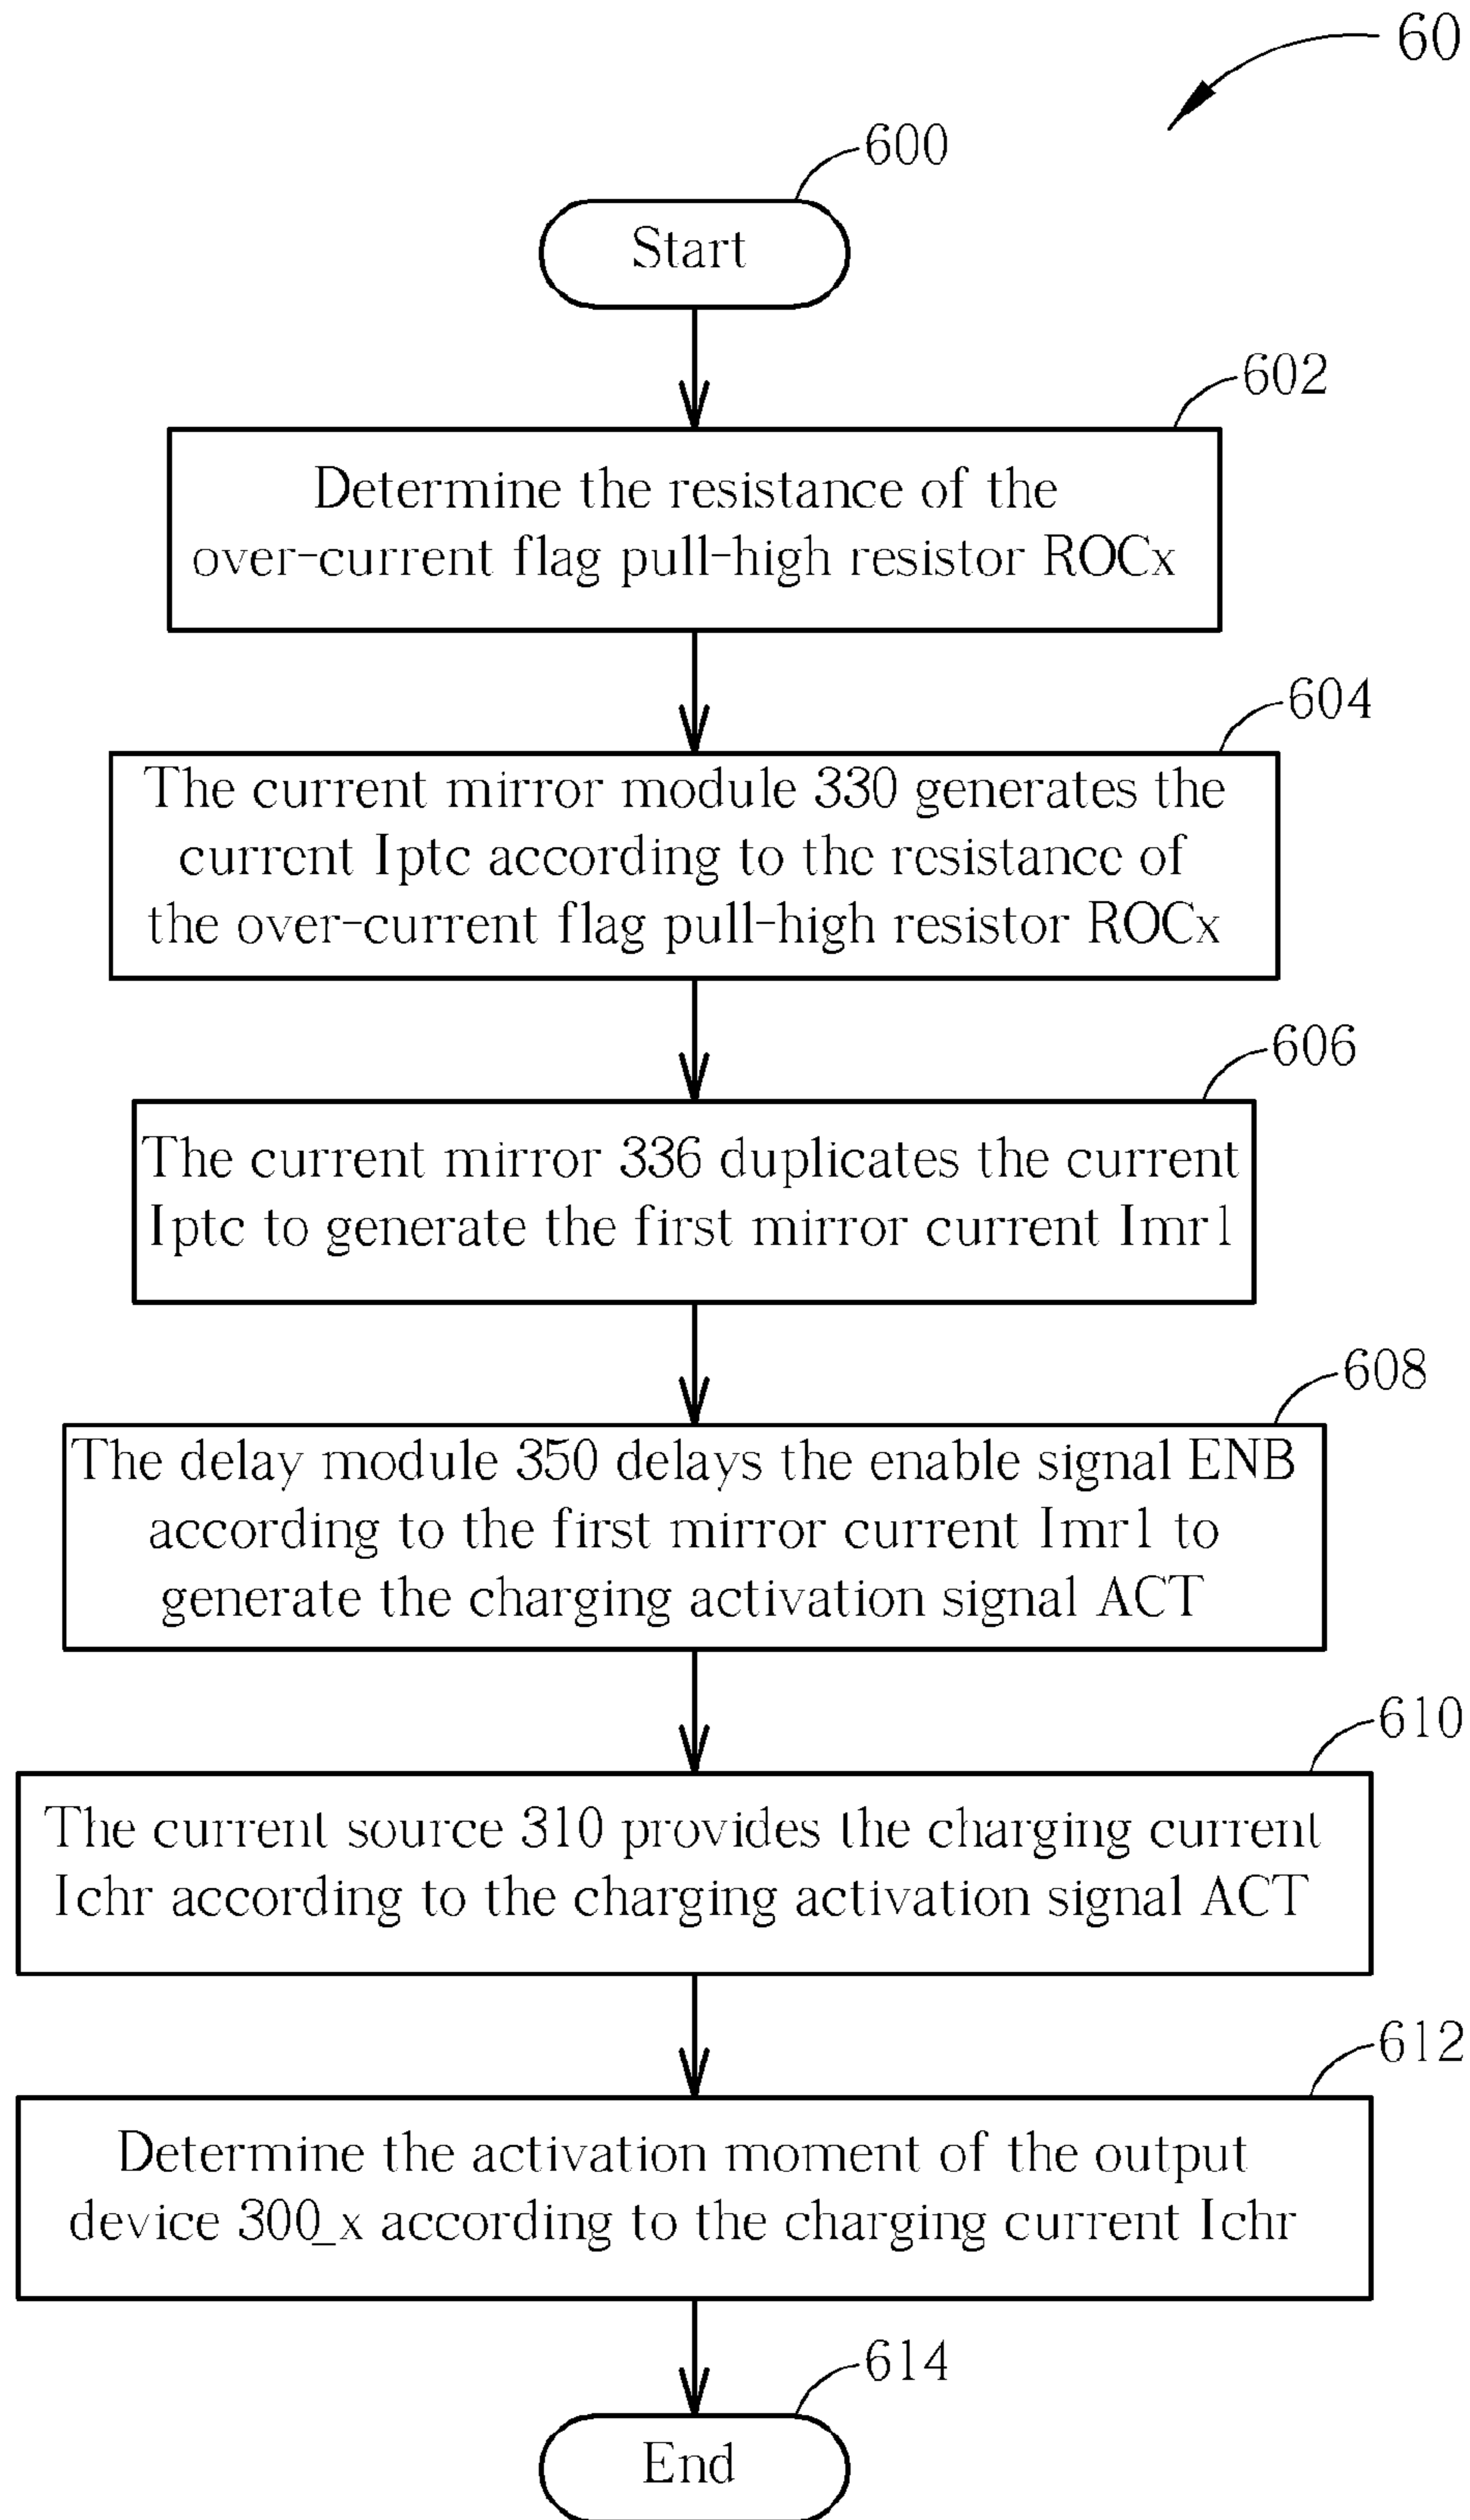 60
600
Start
602
Determine the resistance of the
over-current flag pull-high resistor ROCx
604
The current mirror module 330 generates the
current Iptc according to the resistance of
the over-current flag pull-high resistor ROCx
606
The current mirror 336 duplicates the current
Iptc to generate the first mirror current Imr1
608
The delay module 350 delays the enable signal ENB
according to the first mirror current Imr1 to
generate the charging activation signal ACT
610
The current source 310 provides the charging current
Ichr according to the charging activation signal ACT
612
Determine the activation moment of the output
device 300_x according to the charging current Ichr
614
End